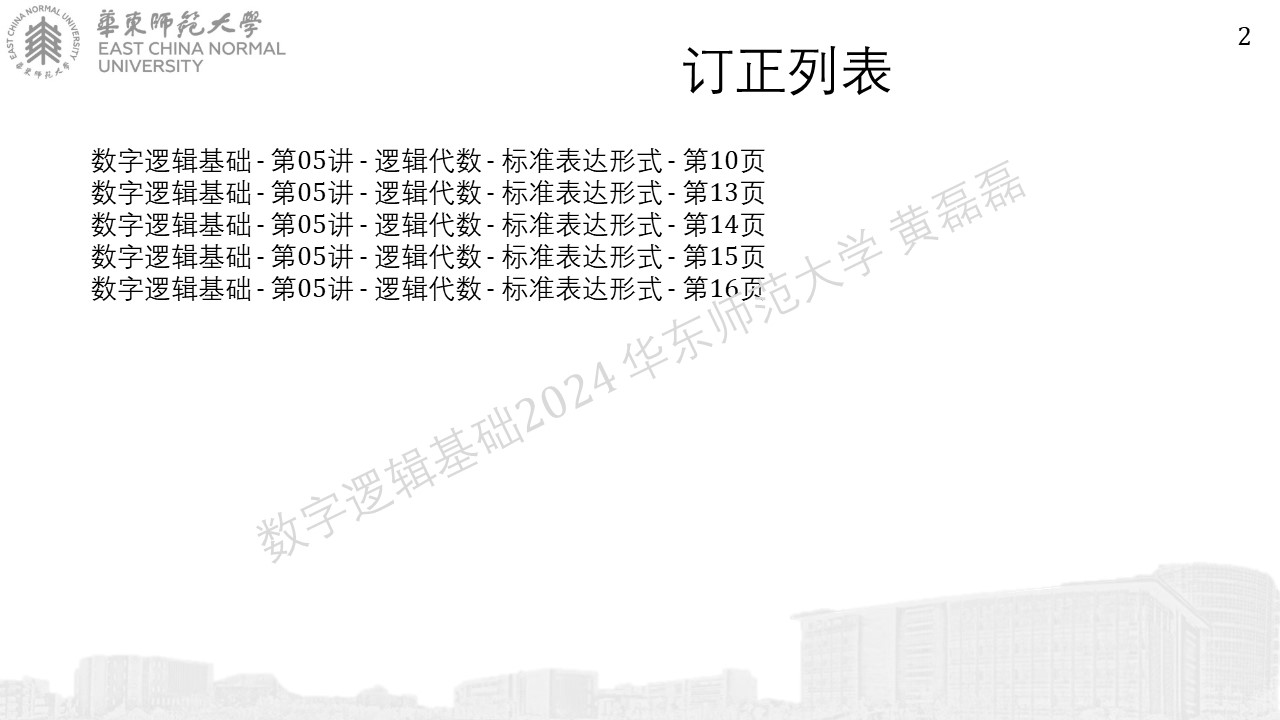 EAST CHINA NORMAL UNIVERSITY
華東師範大學
華東師範大學
EAST CHINA NORMAL
UNIVERSITY
2
订正列表
数字逻辑基础 - 第05讲 - 逻辑代数 - 标准表达形式 - 第10页
数字逻辑基础 - 第05讲 - 逻辑代数 - 标准表达形式 - 第13页
数字逻辑基础 - 第05讲 - 逻辑代数 - 标准表达形式 - 第14页
数字逻辑基础 - 第05讲 - 逻辑代数 - 标准表达形式 - 第15页
数字逻辑基础 - 第05讲 - 逻辑代数 - 标准表达形式 - 第16页
数字逻辑基础2024 华东师范大学 黄磊磊